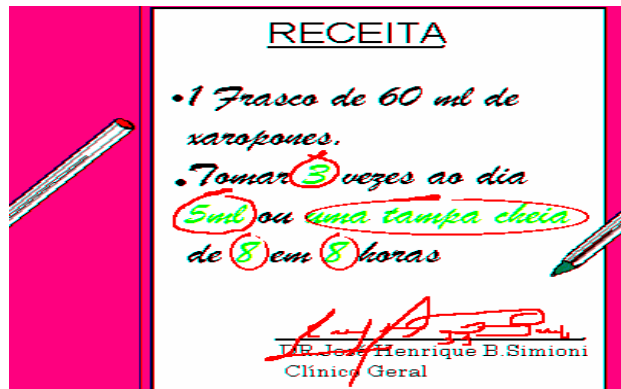 RECEITA
•1 Frasco de 60 ml de
xaropones.
•Tomar 3 vezes ao dia
5ml ou uma tampa cheia
de 8 em 8 horas
DR José Henrique B.Simioni
Clínico Geral